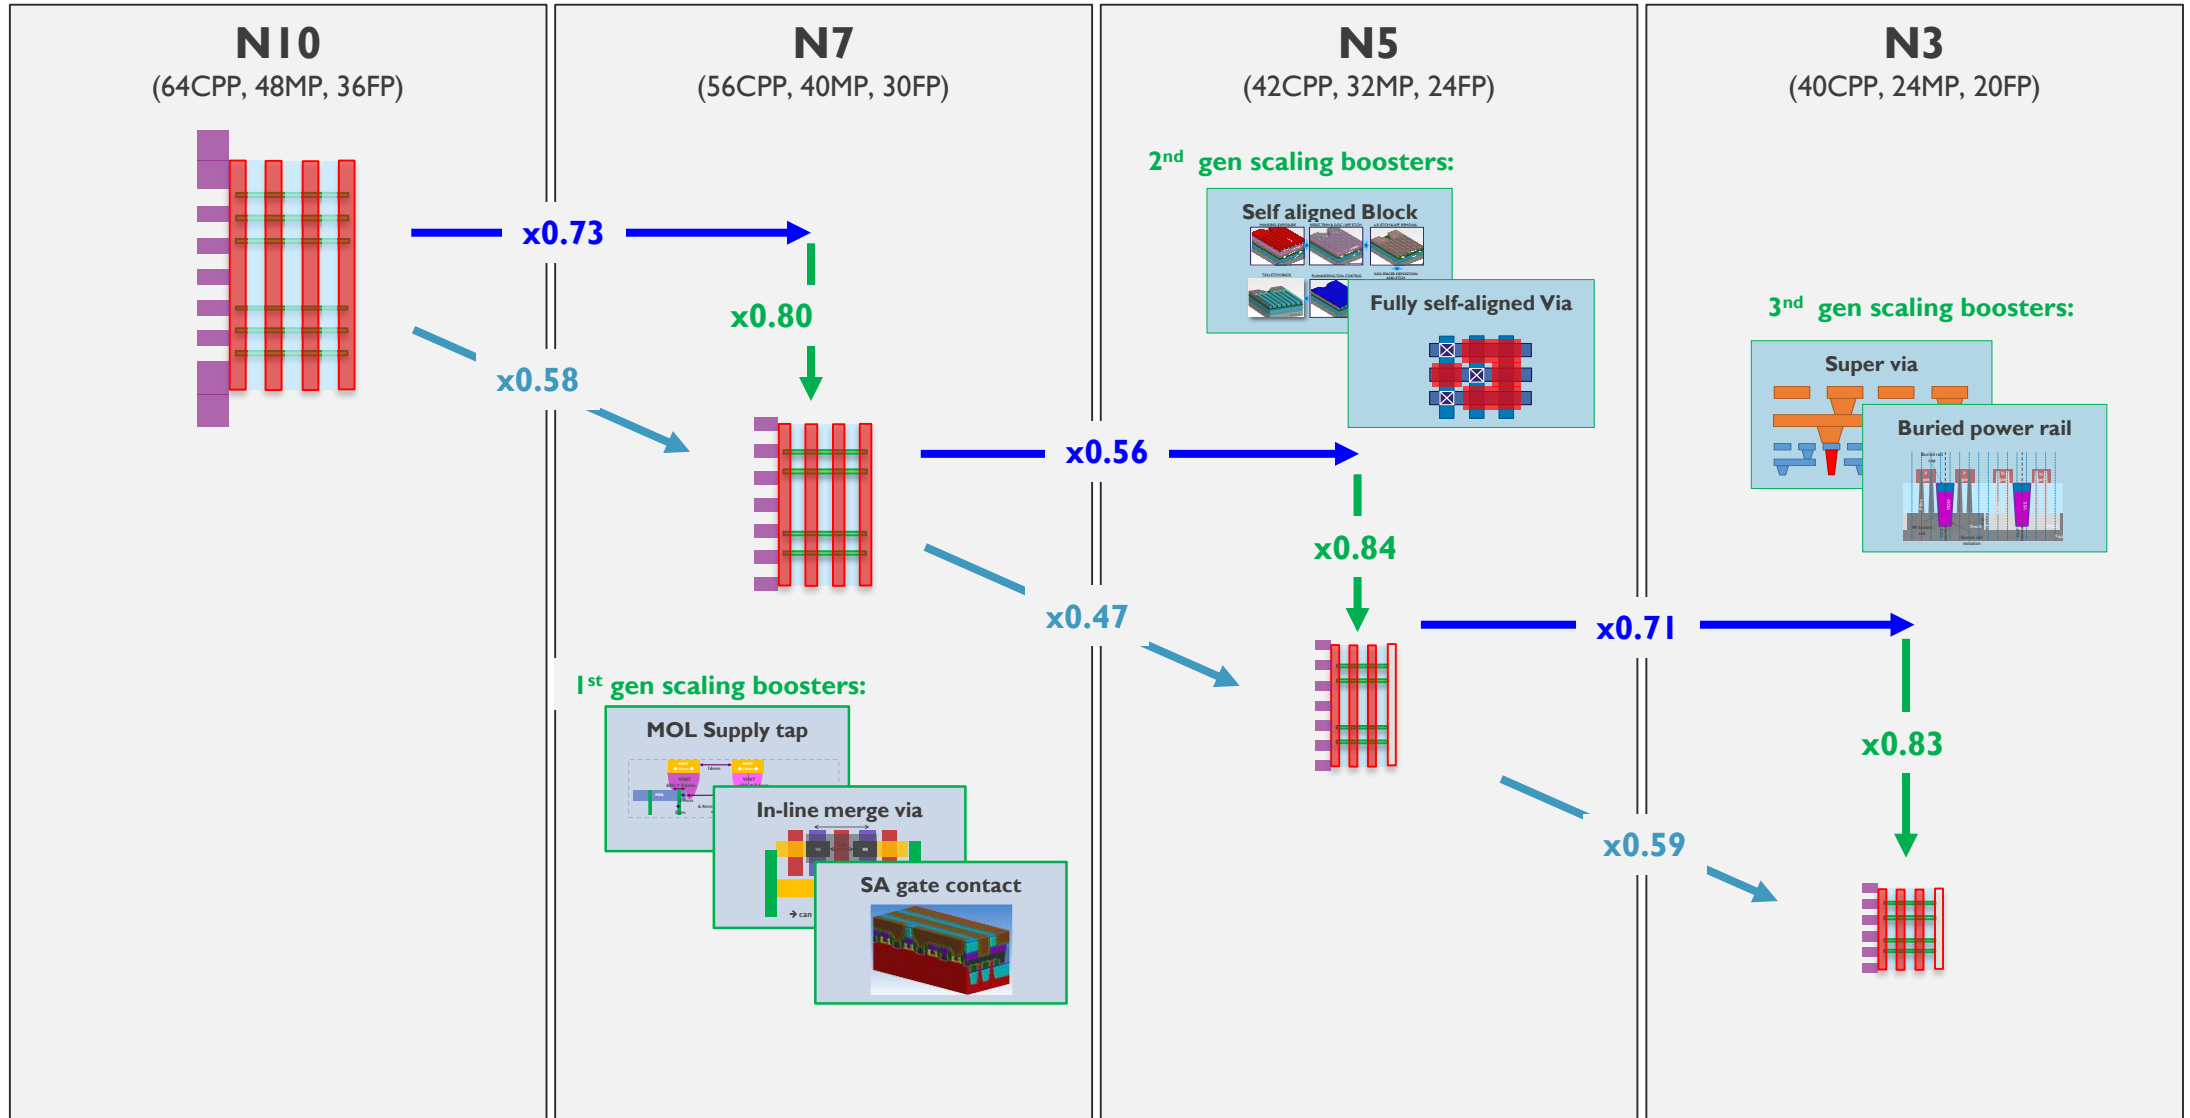 N10
(64CPP, 48MP, 36FP)
N7
(56CPP, 40MP, 30FP)
N5
(42CPP, 32MP, 24FP)
N3
(40CPP, 24MP, 20FP)
x0.73
x0.80
x0.58
1st gen scaling boosters:
MOL Supply tap
In-line merge via
→ can
SA gate contact
2nd gen scaling boosters:
Self aligned Block
Fully self-aligned Via
x0.56
x0.84
x0.47
3nd gen scaling boosters:
Super via
Buried power rail
x0.71
x0.83
x0.59